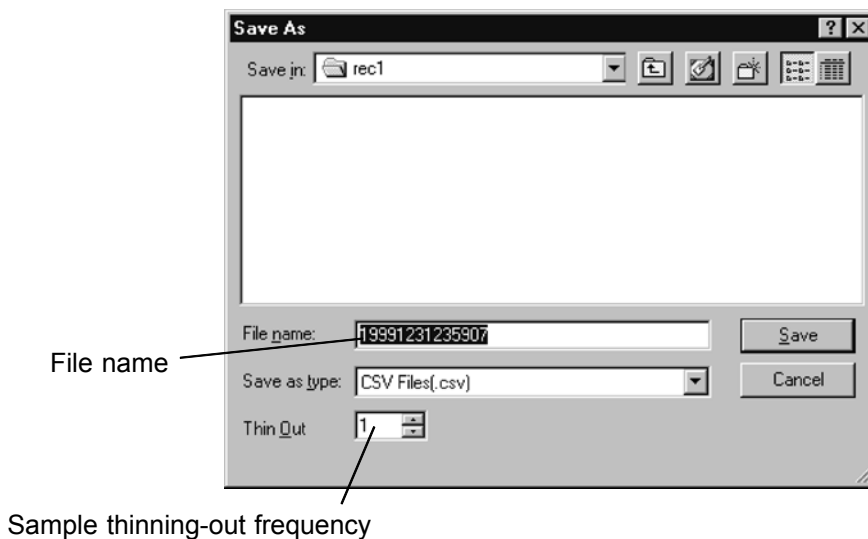 Save As
Save in: rec1
File name: 19991231235907 Save
File name
Save as type: CSV Files(.csv) Cancel
Thin Out 1
Sample thinning-out frequency